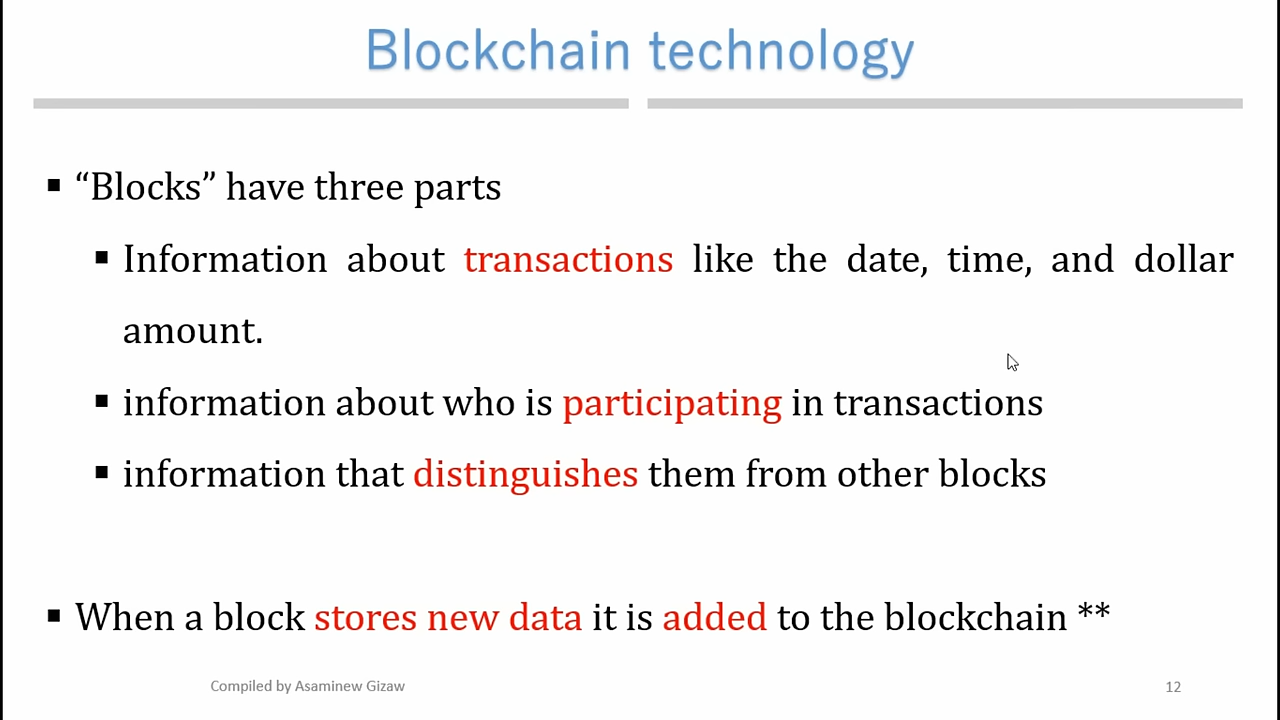 Blockchain technology
▪ “Blocks” have three parts
▪ Information about transactions like the date, time, and dollar
amount.
▪ information about who is participating in transactions
▪ information that distinguishes them from other blocks
▪ When a block stores new data it is added to the blockchain **
Compiled by Asaminew Gizaw
12